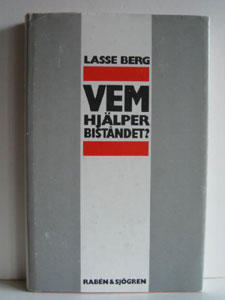 LASSE BERG
VEM
HJÄLPER
BISTÅNDET?
RABÉN & SJÖGREN